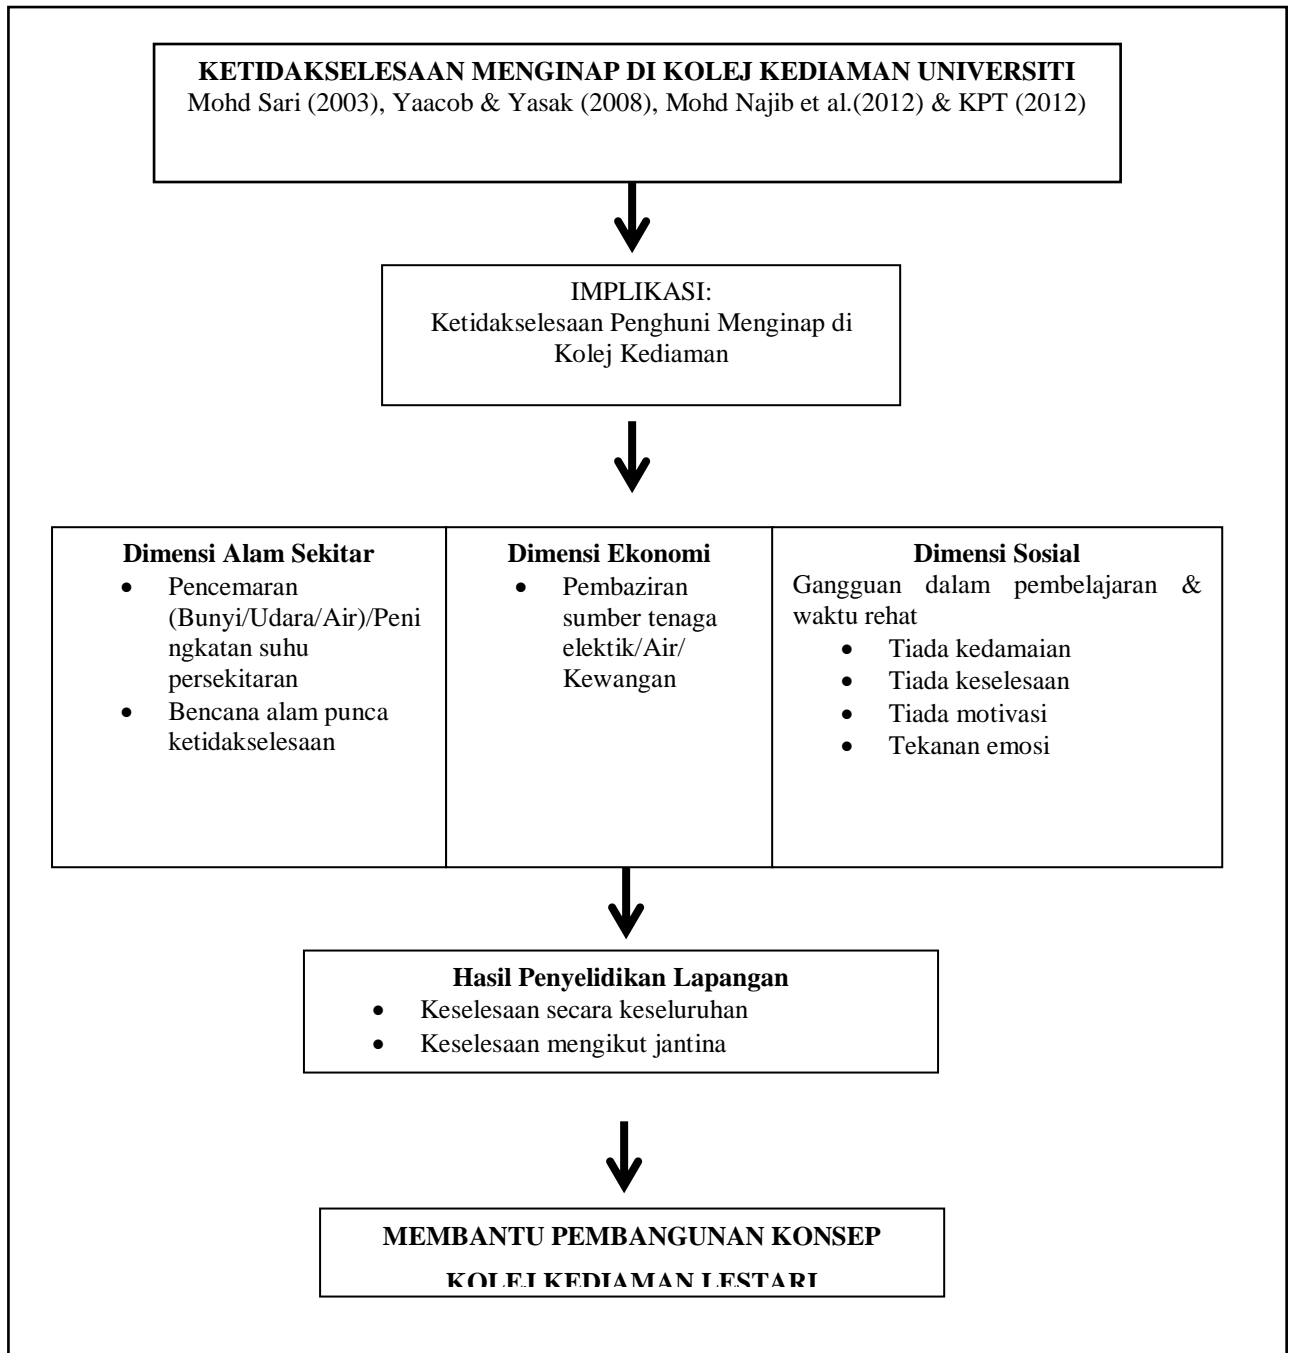 KETIDAKSELESAAN MENGINAP DI KOLEJ KEDIAMAN UNIVERSITI
Mohd Sari (2003), Yaacob & Yasak (2008), Mohd Najib et al.(2012) & KPT (2012)
IMPLIKASI:
Ketidakselesaan Penghuni Menginap di
Kolej Kediaman
Dimensi Alam Sekitar
• Pencemaran
(Bunyi/Udara/Air)/Peni
ngkatan suhu
persekitaran
• Bencana alam punca
ketidakselesaan
Dimensi Ekonomi
• Pembaziran
sumber tenaga
elektik/Air/
Kewangan
Dimensi Sosial
Gangguan dalam pembelajaran &
waktu rehat
• Tiada kedamaian
• Tiada keselesaan
• Tiada motivasi
• Tekanan emosi
Hasil Penyelidikan Lapangan
• Keselesaan secara keseluruhan
• Keselesaan mengikut jantina
MEMBANTU PEMBANGUNAN KONSEP
KOLEJ KEDIAMAN LESTARI